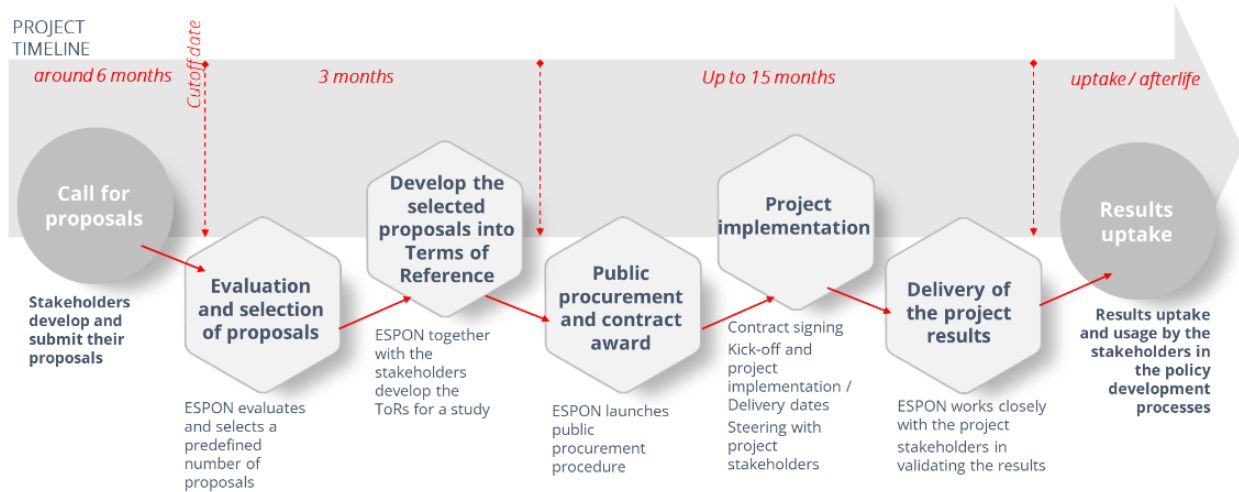 PROJECT
TIMELINE
around 6 months
Cutoff date
3 months
Up to 15 months
uptake / afterlife
Call for
proposals
Stakeholders
develop and
submit their
proposals
Evaluation
and selection
of proposals
ESPON evaluates
and selects a
predefined
number of
proposals
Develop the
selected
proposals into
Terms of
Reference
ESPON together
with the
stakeholders
develop the
ToRs for a study
Public
procurement
and contract
award
ESPON launches
public
procurement
procedure
Project
implementation
Contract signing
Kick-off and
project
implementation /
Delivery dates
Steering with
project
stakeholders
Delivery of
the project
results
ESPON works closely
with the project
stakeholders in
validating the results
Results
uptake
Results uptake
and usage by the
stakeholders in
the policy
development
processes